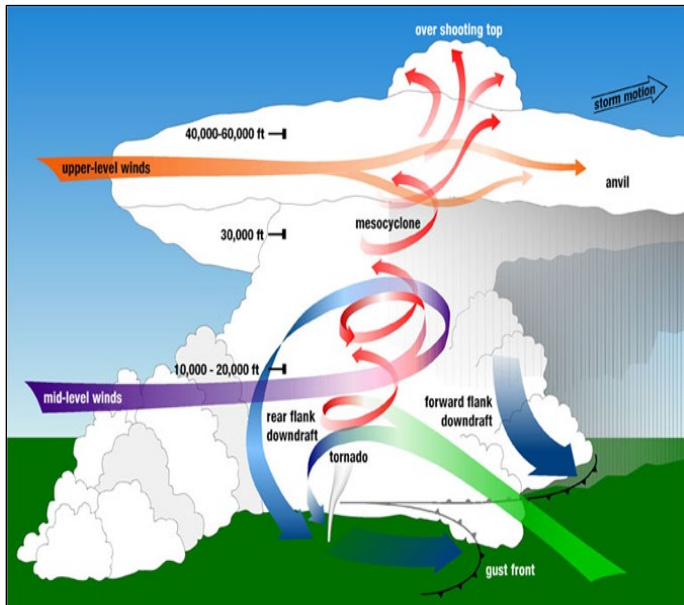 over shooting top
storm motion
40,000-60,000 ft
upper-level winds
anvil
mesocyclone
30,000 ft
10,000 - 20,000 ft
mid-level winds
rear flank
downdraft
forward flank
downdraft
tornado
gust front